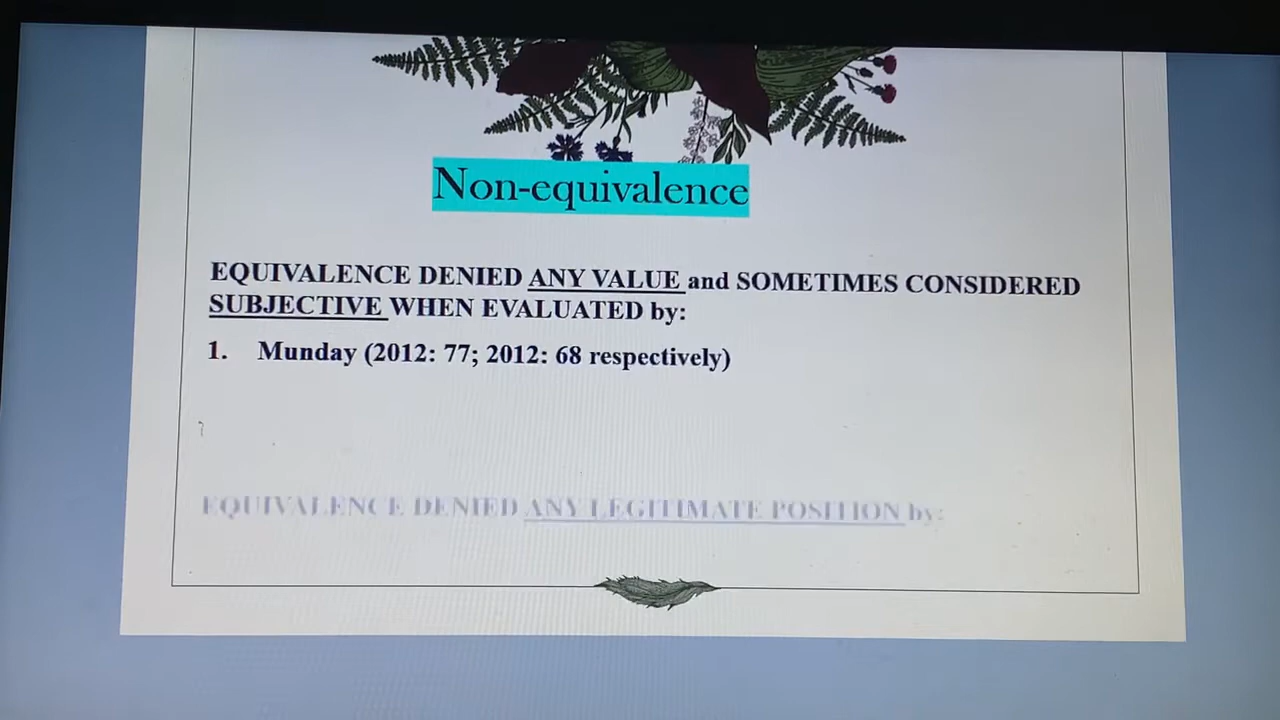 Non-equivalence
EQUIVALENCE DENIED ANY VALUE and SOMETIMES CONSIDERED
SUBJECTIVE WHEN EVALUATED by:
1. Munday (2012: 77; 2012: 68 respectively)
EQUIVALENCE DENIED ANY LEGITIMATE POSITION by: